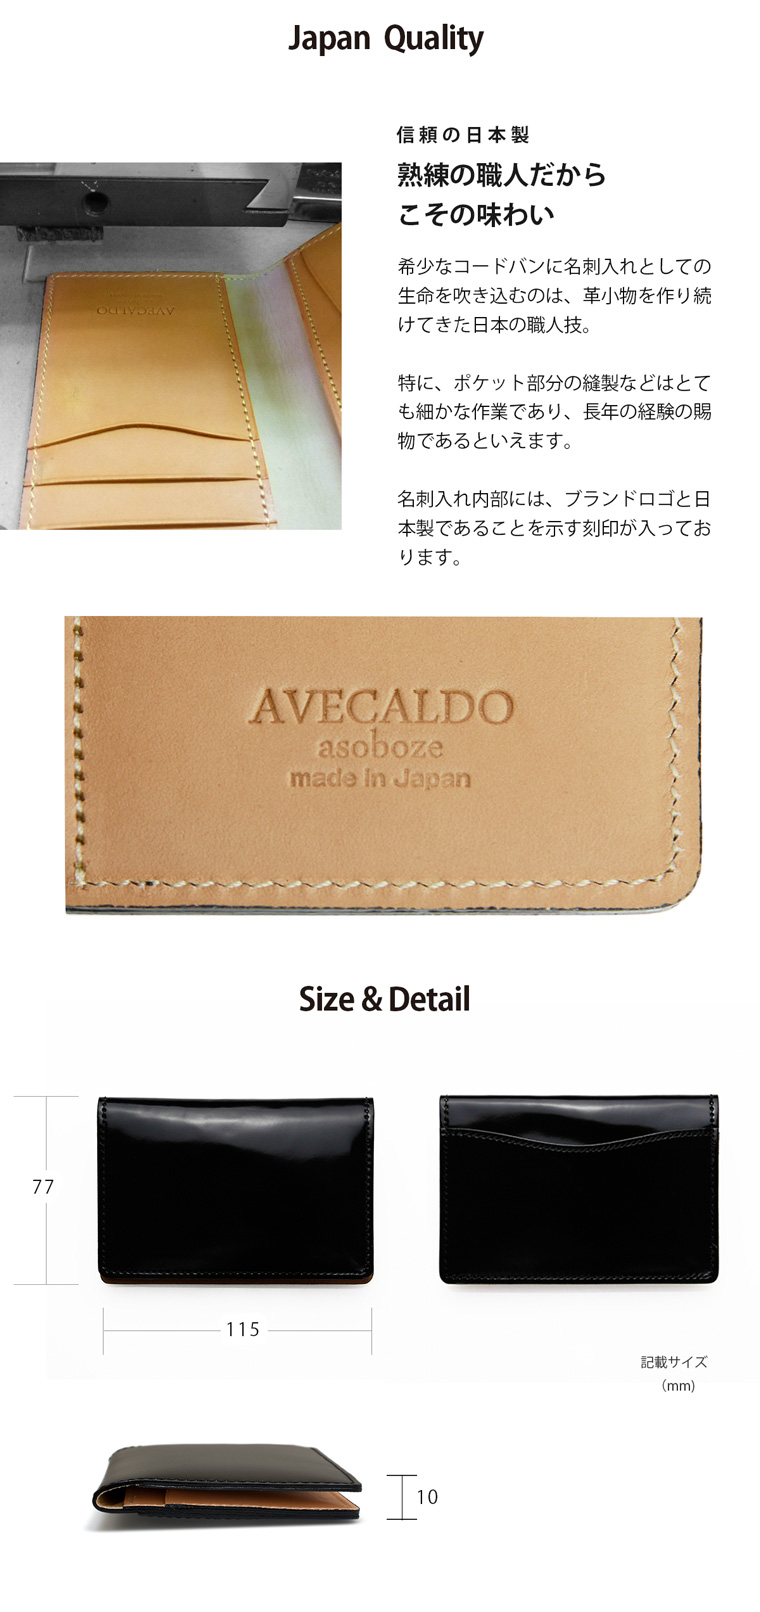 Japan Quality
信頼の日本製
熟練の職人だから
こその味わい
希少なコードバンに名刺入れとしての
生命を吹き込むのは、革小物を作り続
けてきた日本の職人技。
特に、ポケット部分の縫製などはとて
も細かな作業であり、長年の経験の賜
物であるといえます。
名刺入れ内部には、ブランドロゴと日
本製であることを示す刻印が入ってお
ります。
AVECALDO
AVECALDO
asoboze
made in Japan
Size & Detail
77
115
記載サイズ
（mm)
10